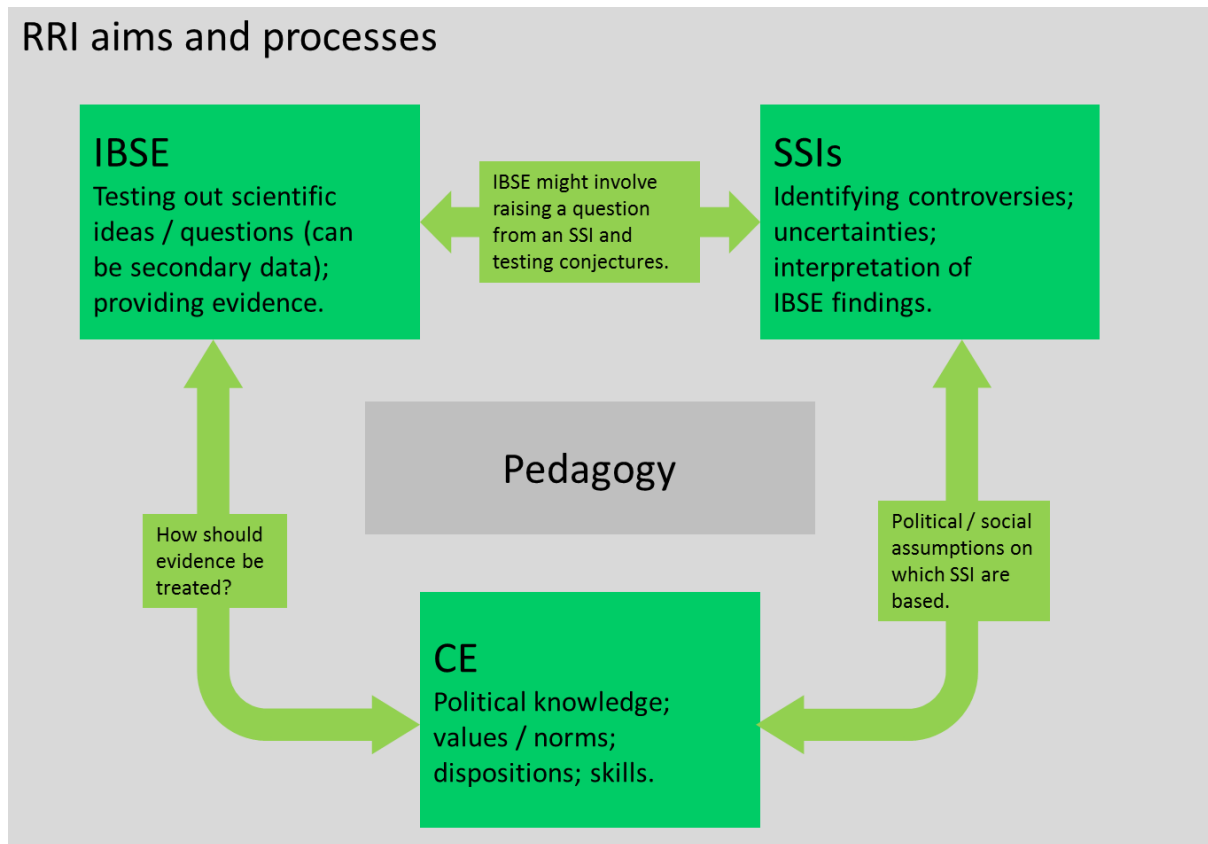 RRI aims and processes
IBSE
Testing out scientific
ideas / questions (can
be secondary data);
providing evidence.
IBSE might involve
raising a question
from an SSI and
testing conjectures.
SSIs
Identifying controversies;
uncertainties;
interpretation of
IBSE findings.
Pedagogy
How should
evidence be
treated?
Political / social
assumptions on
which SSI are
based.
CE
Political knowledge;
values / norms;
dispositions; skills.